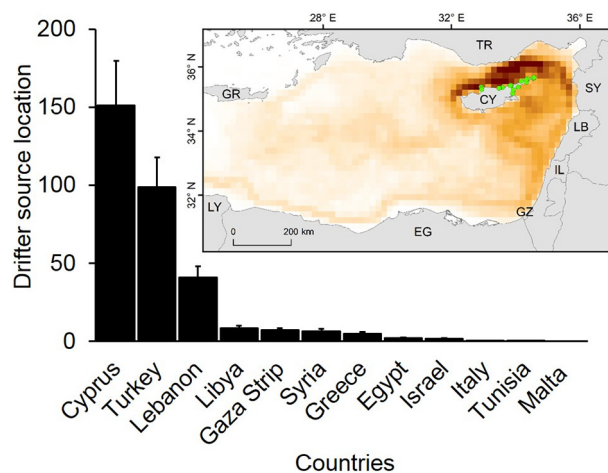 28° E
32° E
36° E
36° N
34° N
32° N
TR
GR
CY
SY
LB
IL
GZ
LY
EG
0 200 km
Drifter source location
200
150
100
50
0
Cyprus
Turkey
Lebanon
Libya
Gaza Strip
Syria
Greece
Egypt
Israel
Italy
Tunisia
Malta
Countries